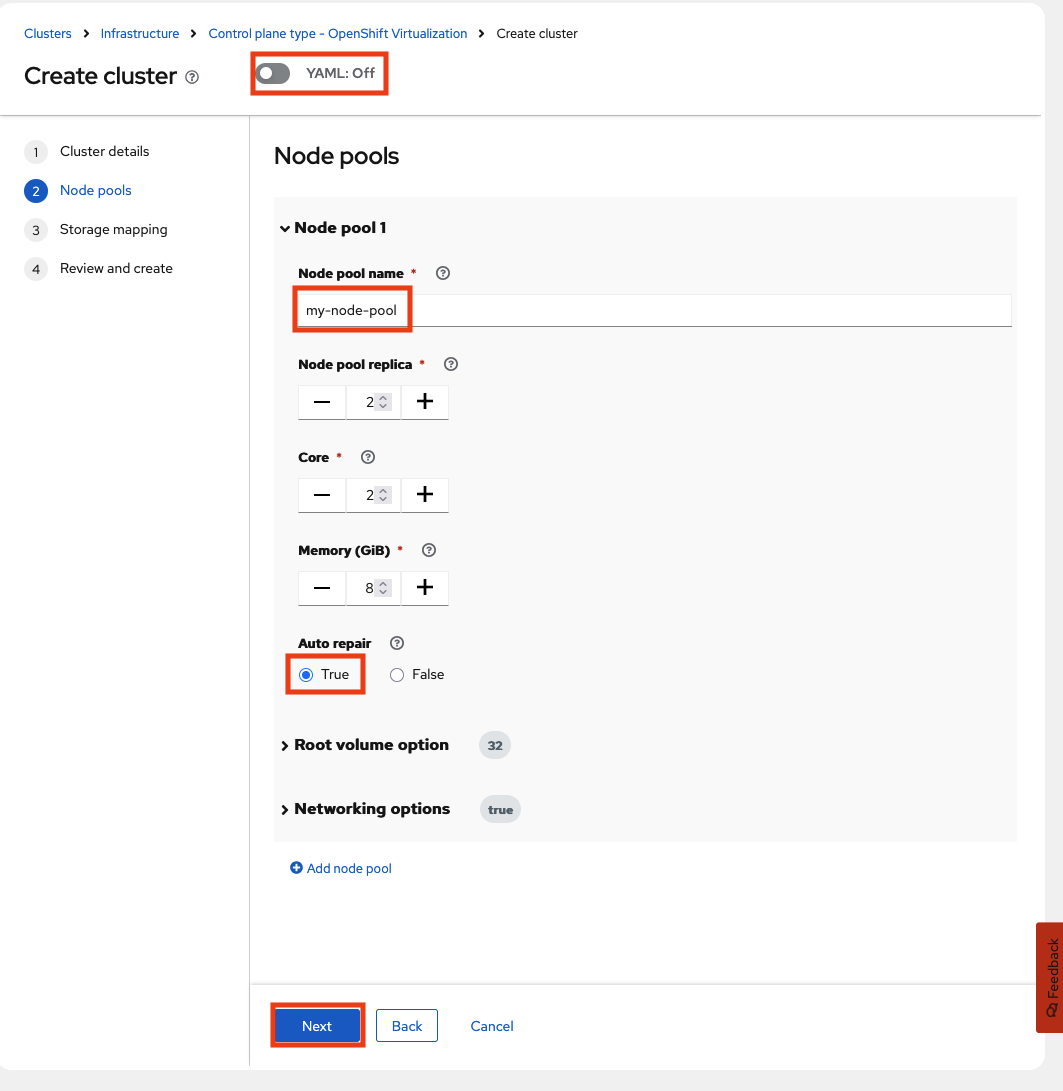 Clusters > Infrastructure > Control plane type - OpenShift Virtualization > Create cluster
Create cluster ? YAML: Off
1 Cluster details
2 Node pools
3 Storage mapping
4 Review and create
Node pools
Node pool 1
Node pool name * ?
my-node-pool
Node pool replica * ?
2
Core * ?
2
Memory (GiB) * ?
8
Auto repair ?
True False
Root volume option 32
Networking options true
Add node pool
Next Back Cancel
Feedback